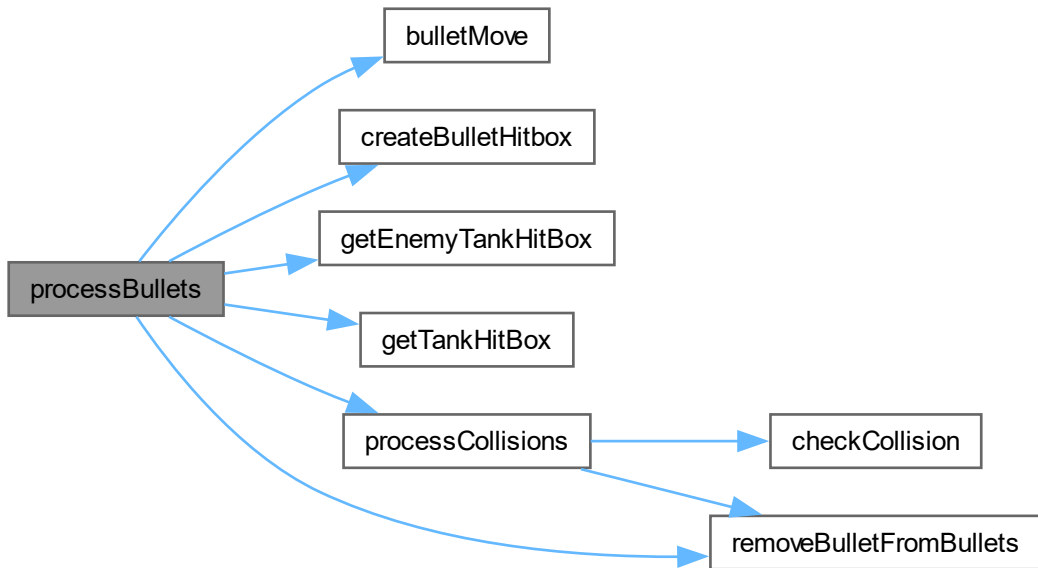 bulletMove
createBulletHitbox
getEnemyTankHitBox
processBullets
getTankHitBox
processCollisions
checkCollision
removeBulletFromBullets